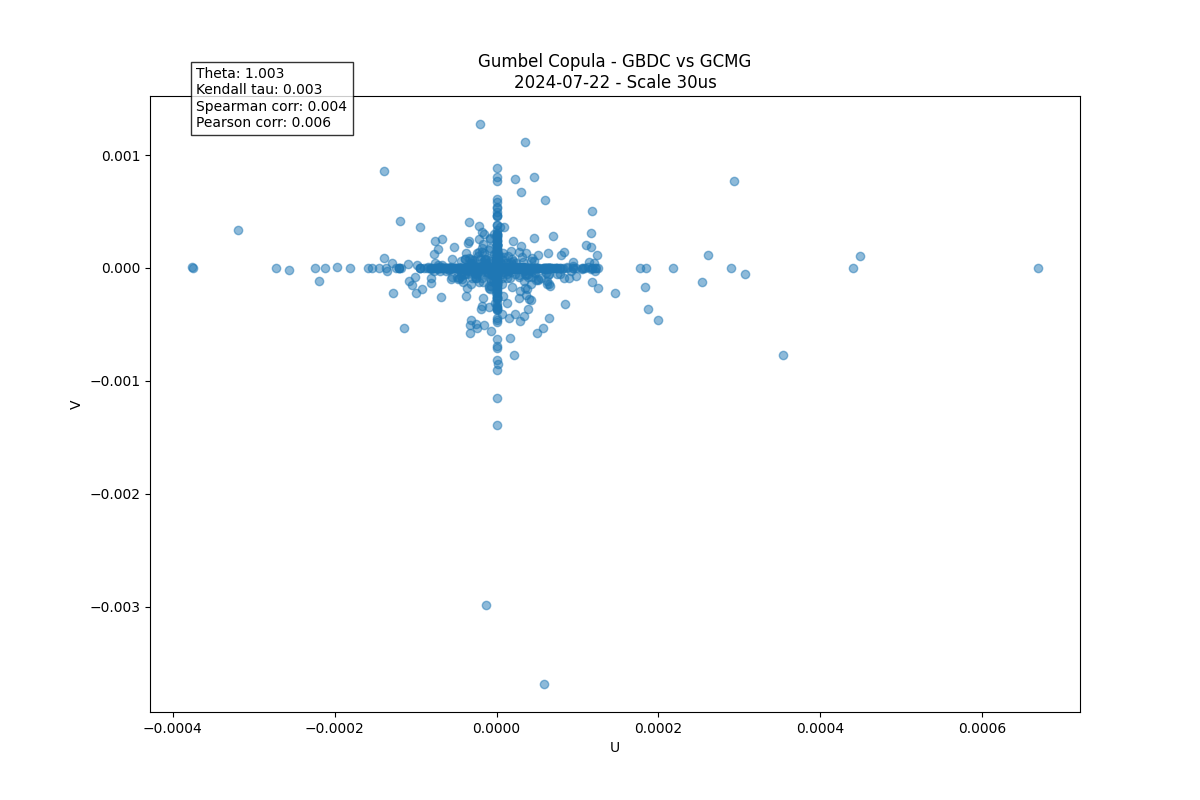 Gumbel Copula - GBDC vs GCMG
2024-07-22 - Scale 30us
Theta: 1.003
Kendall tau: 0.003
Spearman corr: 0.004
Pearson corr: 0.006
V
0.001
0.000
−0.001
−0.002
−0.003
−0.0004
−0.0002
0.0000
0.0002
0.0004
0.0006
U